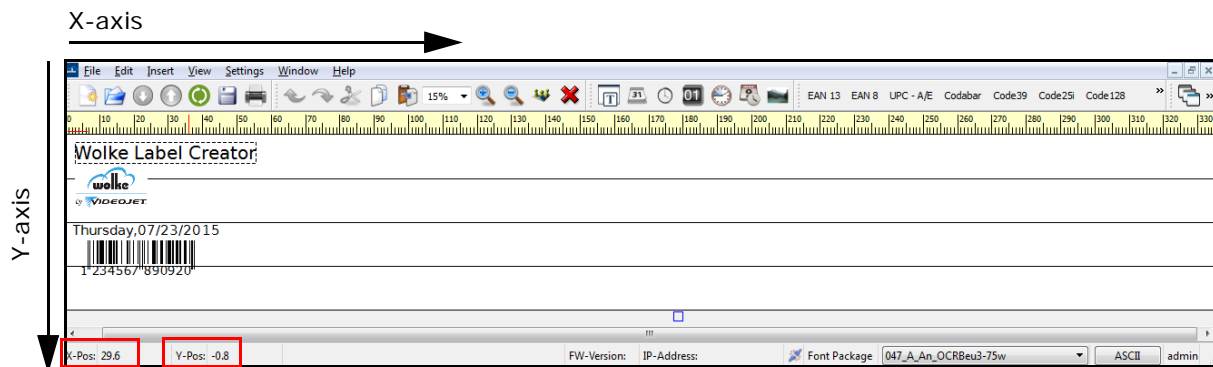 X-axis
Y-axis
File Edit Insert View Settings Window Help
15% T 31 01 EAN 13 EAN 8 UPC - A/E Codabar Code39 Code25i Code128 » »
0 10 20 30 40 50 60 70 80 90 100 110 120 130 140 150 160 170 180 190 200 210 220 230 240 250 260 270 280 290 300 310 320 330
Wolke Label Creator
wolke
by VIDEOJET
Thursday,07/23/2015
1 234567 890920
X-Pos: 29.6 Y-Pos: -0.8 FW-Version: IP-Address: Font Package 047_A_An_OCRBeu3-75w ASCII admin